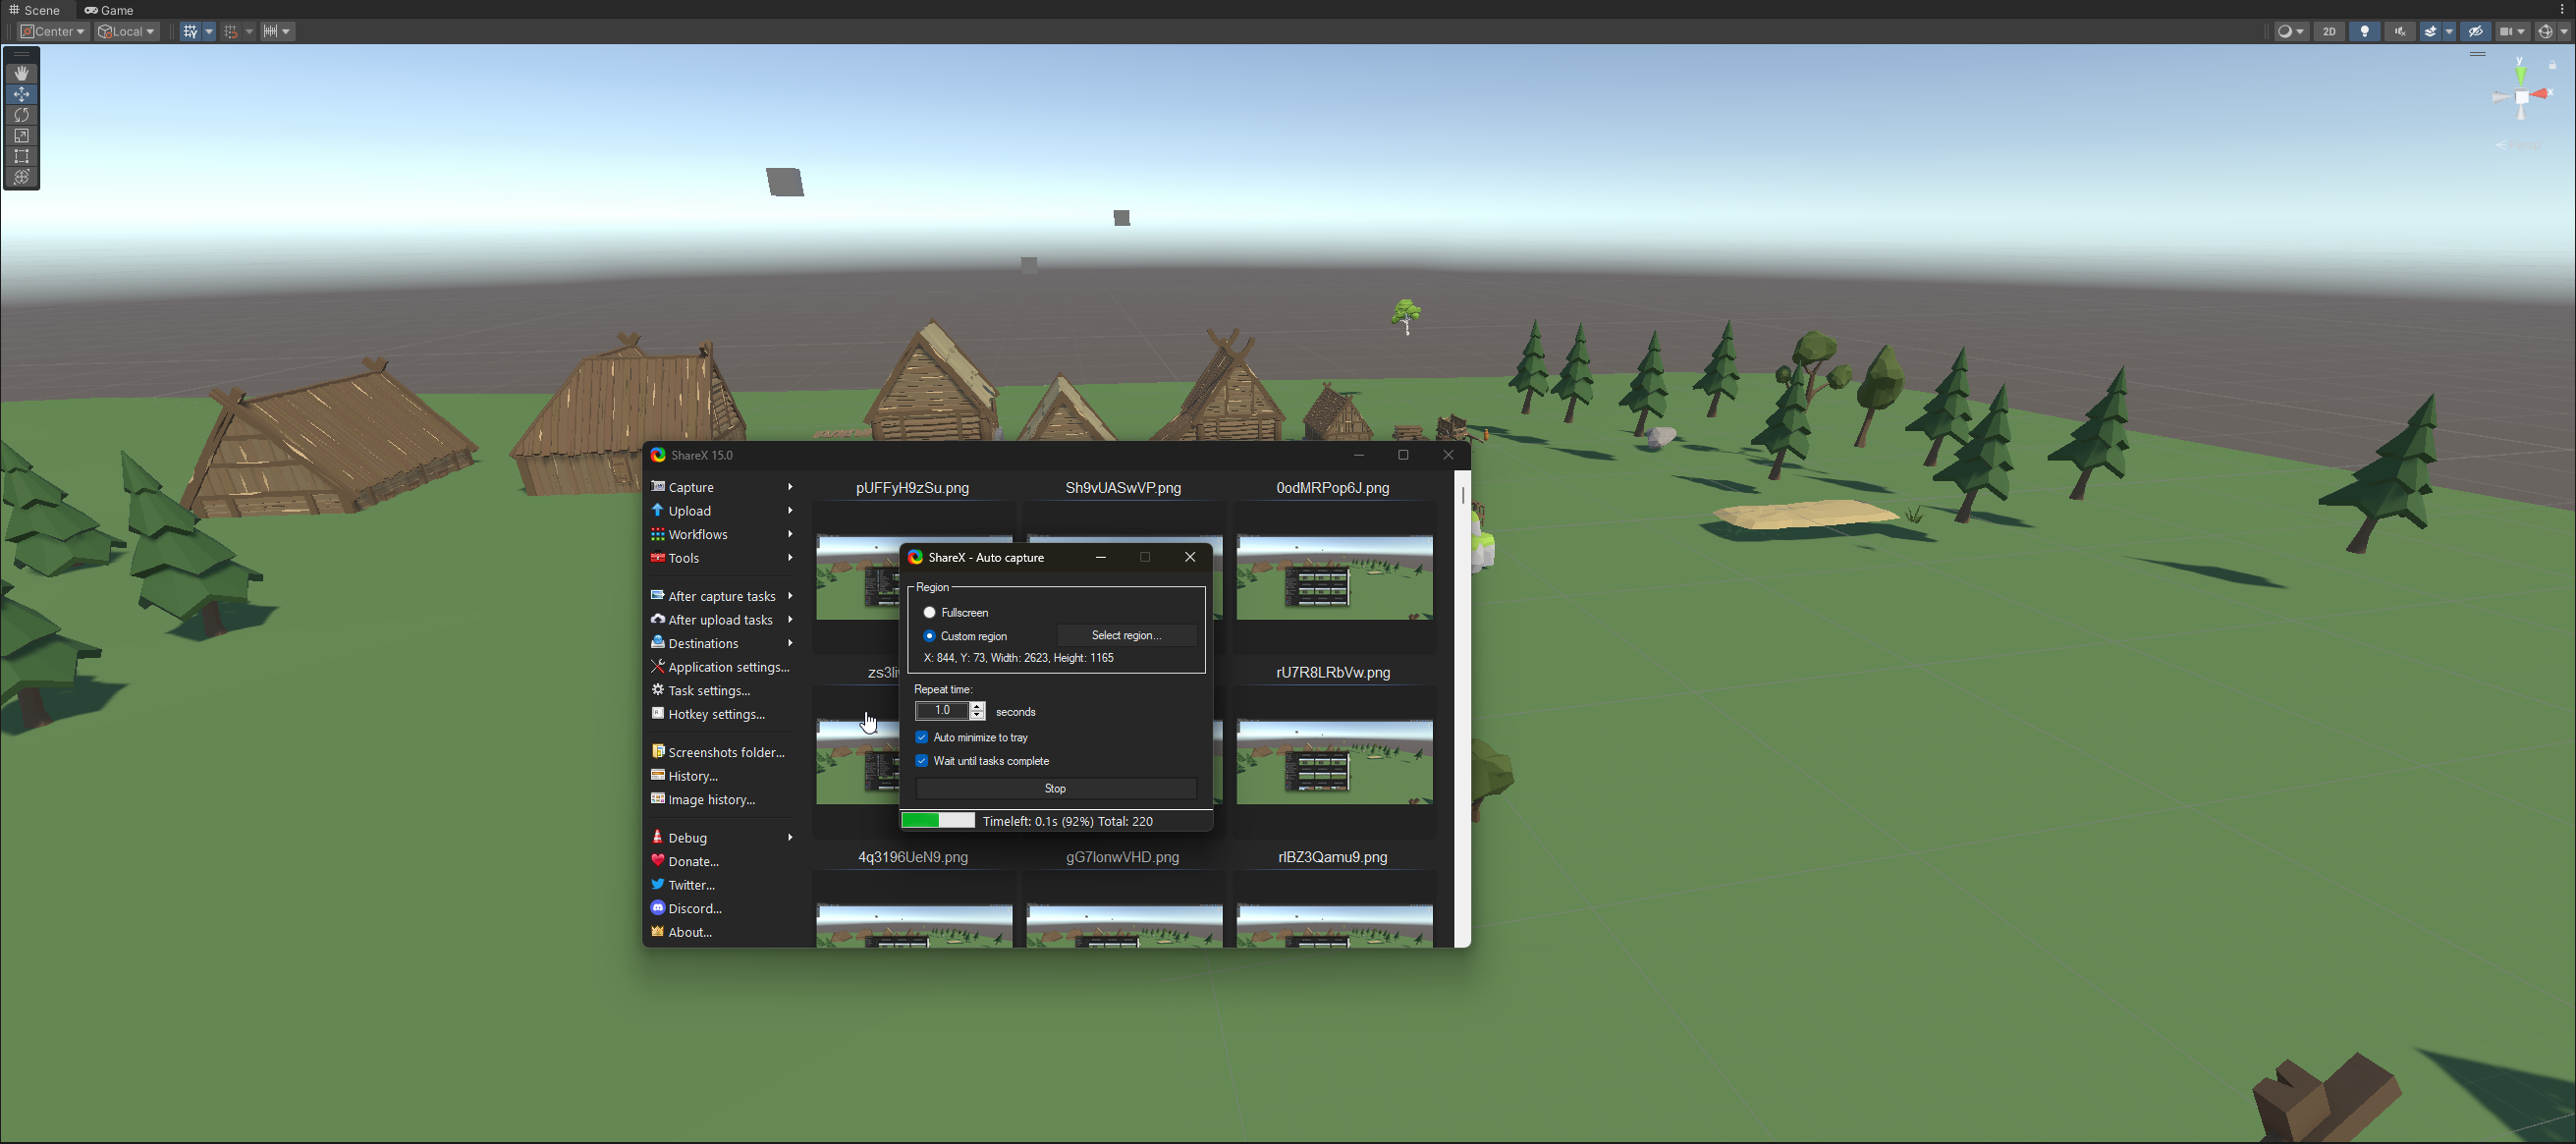 Scene
Game
Center
Local
2D
y
x
Persp
ShareX 15.0
Capture
Upload
Workflows
Tools
After capture tasks
After upload tasks
Destinations
Application settings...
Task settings...
Hotkey settings...
Screenshots folder...
History...
Image history...
Debug
Donate...
Twitter...
Discord...
About...
pUFFyH9zSu.png
Sh9vUASwVP.png
0odMRPop6J.png
rU7R8LRbVw.png
4q3196UeN9.png
gG7lonwVHD.png
rlBZ3Qamu9.png
ShareX - Auto capture
Region
Fullscreen
Custom region
Select region...
X: 844, Y: 73, Width: 2623, Height: 1165
Repeat time:
1.0
seconds
Auto minimize to tray
Wait until tasks complete
Stop
Timeleft: 0.1s (92%) Total: 220